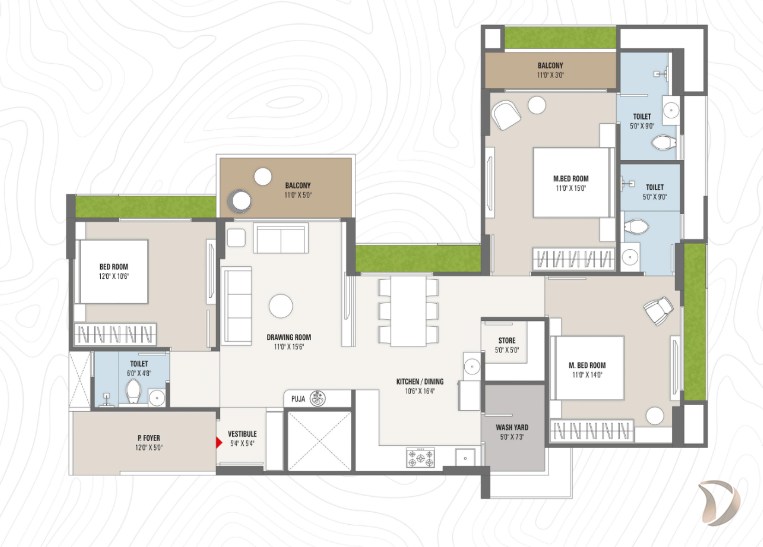 BALCONY
11'0" X 3'0"
TOILET
5'0" X 9'0"
M.BED ROOM
11'0" X 15'0"
TOILET
5'0" X 9'0"
BALCONY
11'0" X 5'0"
BED ROOM
12'0" X 10'6"
DRAWING ROOM
11'0" X 15'6"
STORE
5'0" X 5'0"
TOILET
6'0" X 4'9"
M. BED ROOM
11'0" X 14'0"
KITCHEN / DINING
10'6" X 16'4"
PUJA
P. FOYER
12'0" X 5'0"
VESTIBULE
5'4" X 5'4"
WASH YARD
5'0" X 7'3"